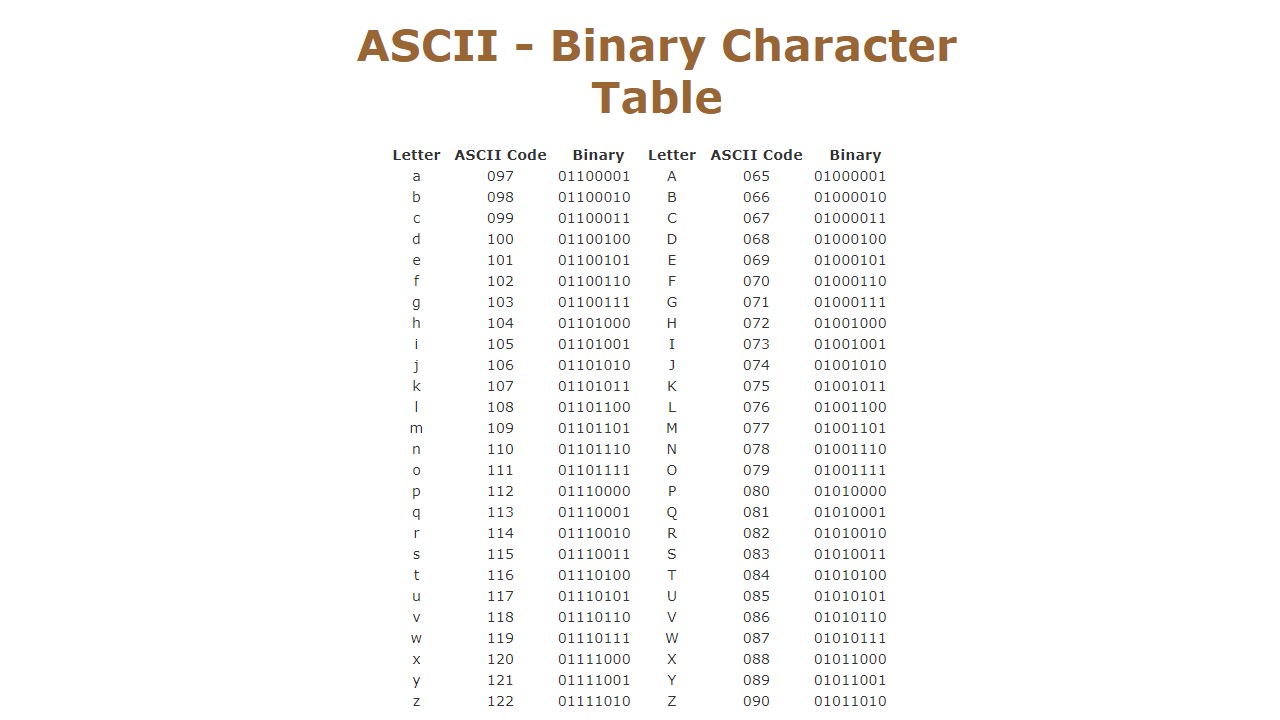 ASCII - Binary Character
Table
Letter ASCII Code Binary Letter ASCII Code Binary
a 097 01100001 A 065 01000001
b 098 01100010 B 066 01000010
c 099 01100011 C 067 01000011
d 100 01100100 D 068 01000100
e 101 01100101 E 069 01000101
f 102 01100110 F 070 01000110
g 103 01100111 G 071 01000111
h 104 01101000 H 072 01001000
i 105 01101001 I 073 01001001
j 106 01101010 J 074 01001010
k 107 01101011 K 075 01001011
l 108 01101100 L 076 01001100
m 109 01101101 M 077 01001101
n 110 01101110 N 078 01001110
o 111 01101111 O 079 01001111
p 112 01110000 P 080 01010000
q 113 01110001 Q 081 01010001
r 114 01110010 R 082 01010010
s 115 01110011 S 083 01010011
t 116 01110100 T 084 01010100
u 117 01110101 U 085 01010101
v 118 01110110 V 086 01010110
w 119 01110111 W 087 01010111
x 120 01111000 X 088 01011000
y 121 01111001 Y 089 01011001
z 122 01111010 Z 090 01011010